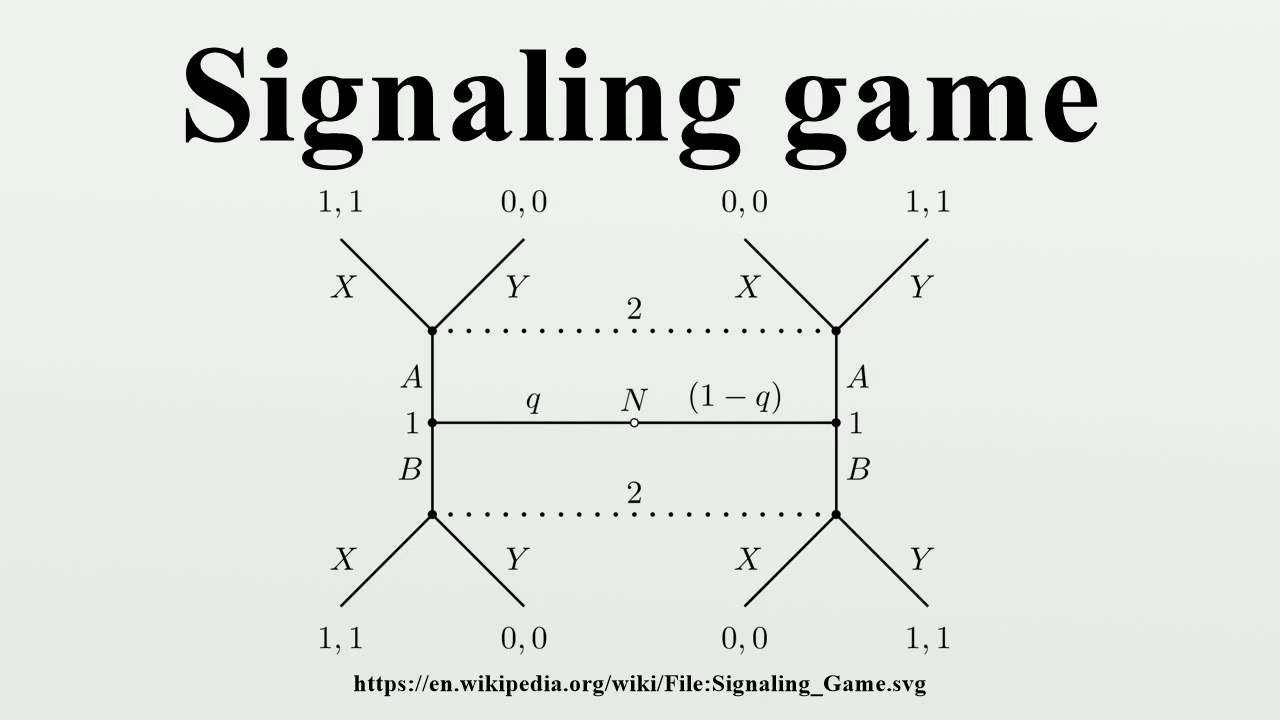 Signaling game
1, 1 0, 0 0, 0 1, 1
X Y X Y
2
A A
q N (1 − q)
1 1
B B
2
X Y X Y
1, 1 0, 0 0, 0 1, 1
https://en.wikipedia.org/wiki/File:Signaling_Game.svg